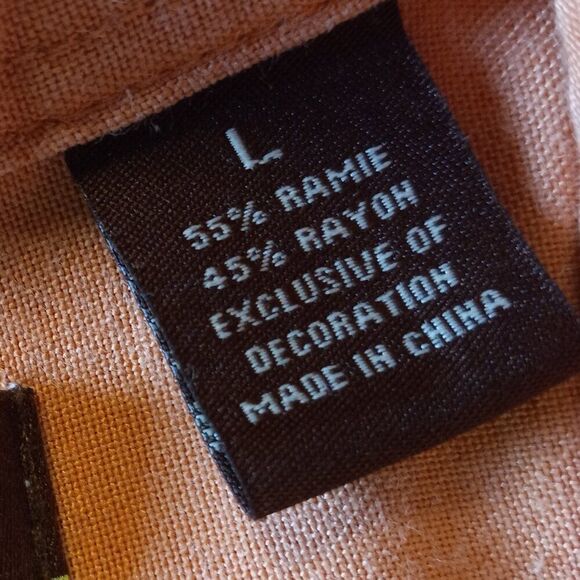 L
55% RAMIE
45% RAYON
EXCLUSIVE OF
DECORATION
MADE IN CHINA